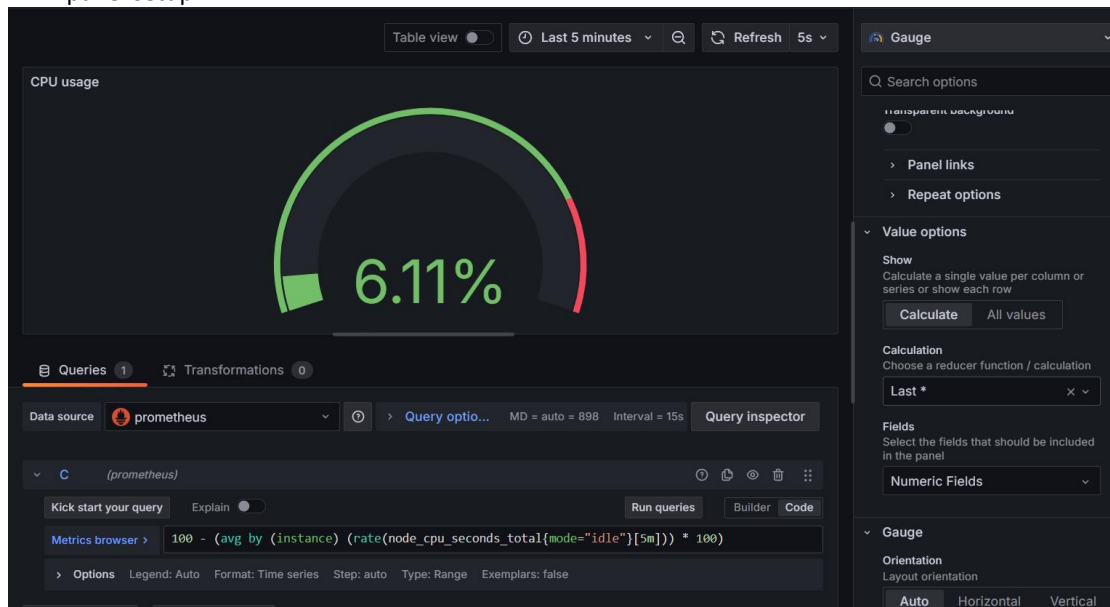 Table view
Last 5 minutes
Refresh 5s
Gauge
CPU usage
Search options
Transparent background
6.11%
Panel links
Repeat options
Value options
Show
Calculate a single value per column or
series or show each row
Calculate All values
Calculation
Choose a reducer function / calculation
Last *
Fields
Select the fields that should be included
in the panel
Numeric Fields
Gauge
Orientation
Layout orientation
Auto Horizontal Vertical
Queries 1 Transformations 0
Data source prometheus Query optio... MD = auto = 898 Interval = 15s Query inspector
C (prometheus)
Kick start your query Explain Run queries Builder Code
Metrics browser > 100 - (avg by (instance) (rate(node_cpu_seconds_total{mode="idle"}[5m])) * 100)
Options Legend: Auto Format: Time series Step: auto Type: Range Exemplars: false